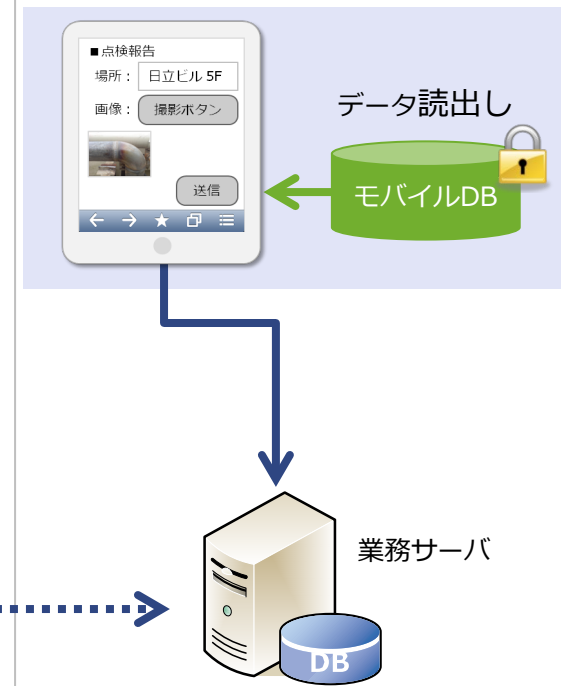 ■点検報告
場所： 日立ビル 5F
画像： 撮影ボタン
送信
データ読出し
モバイルDB
業務サーバ
DB